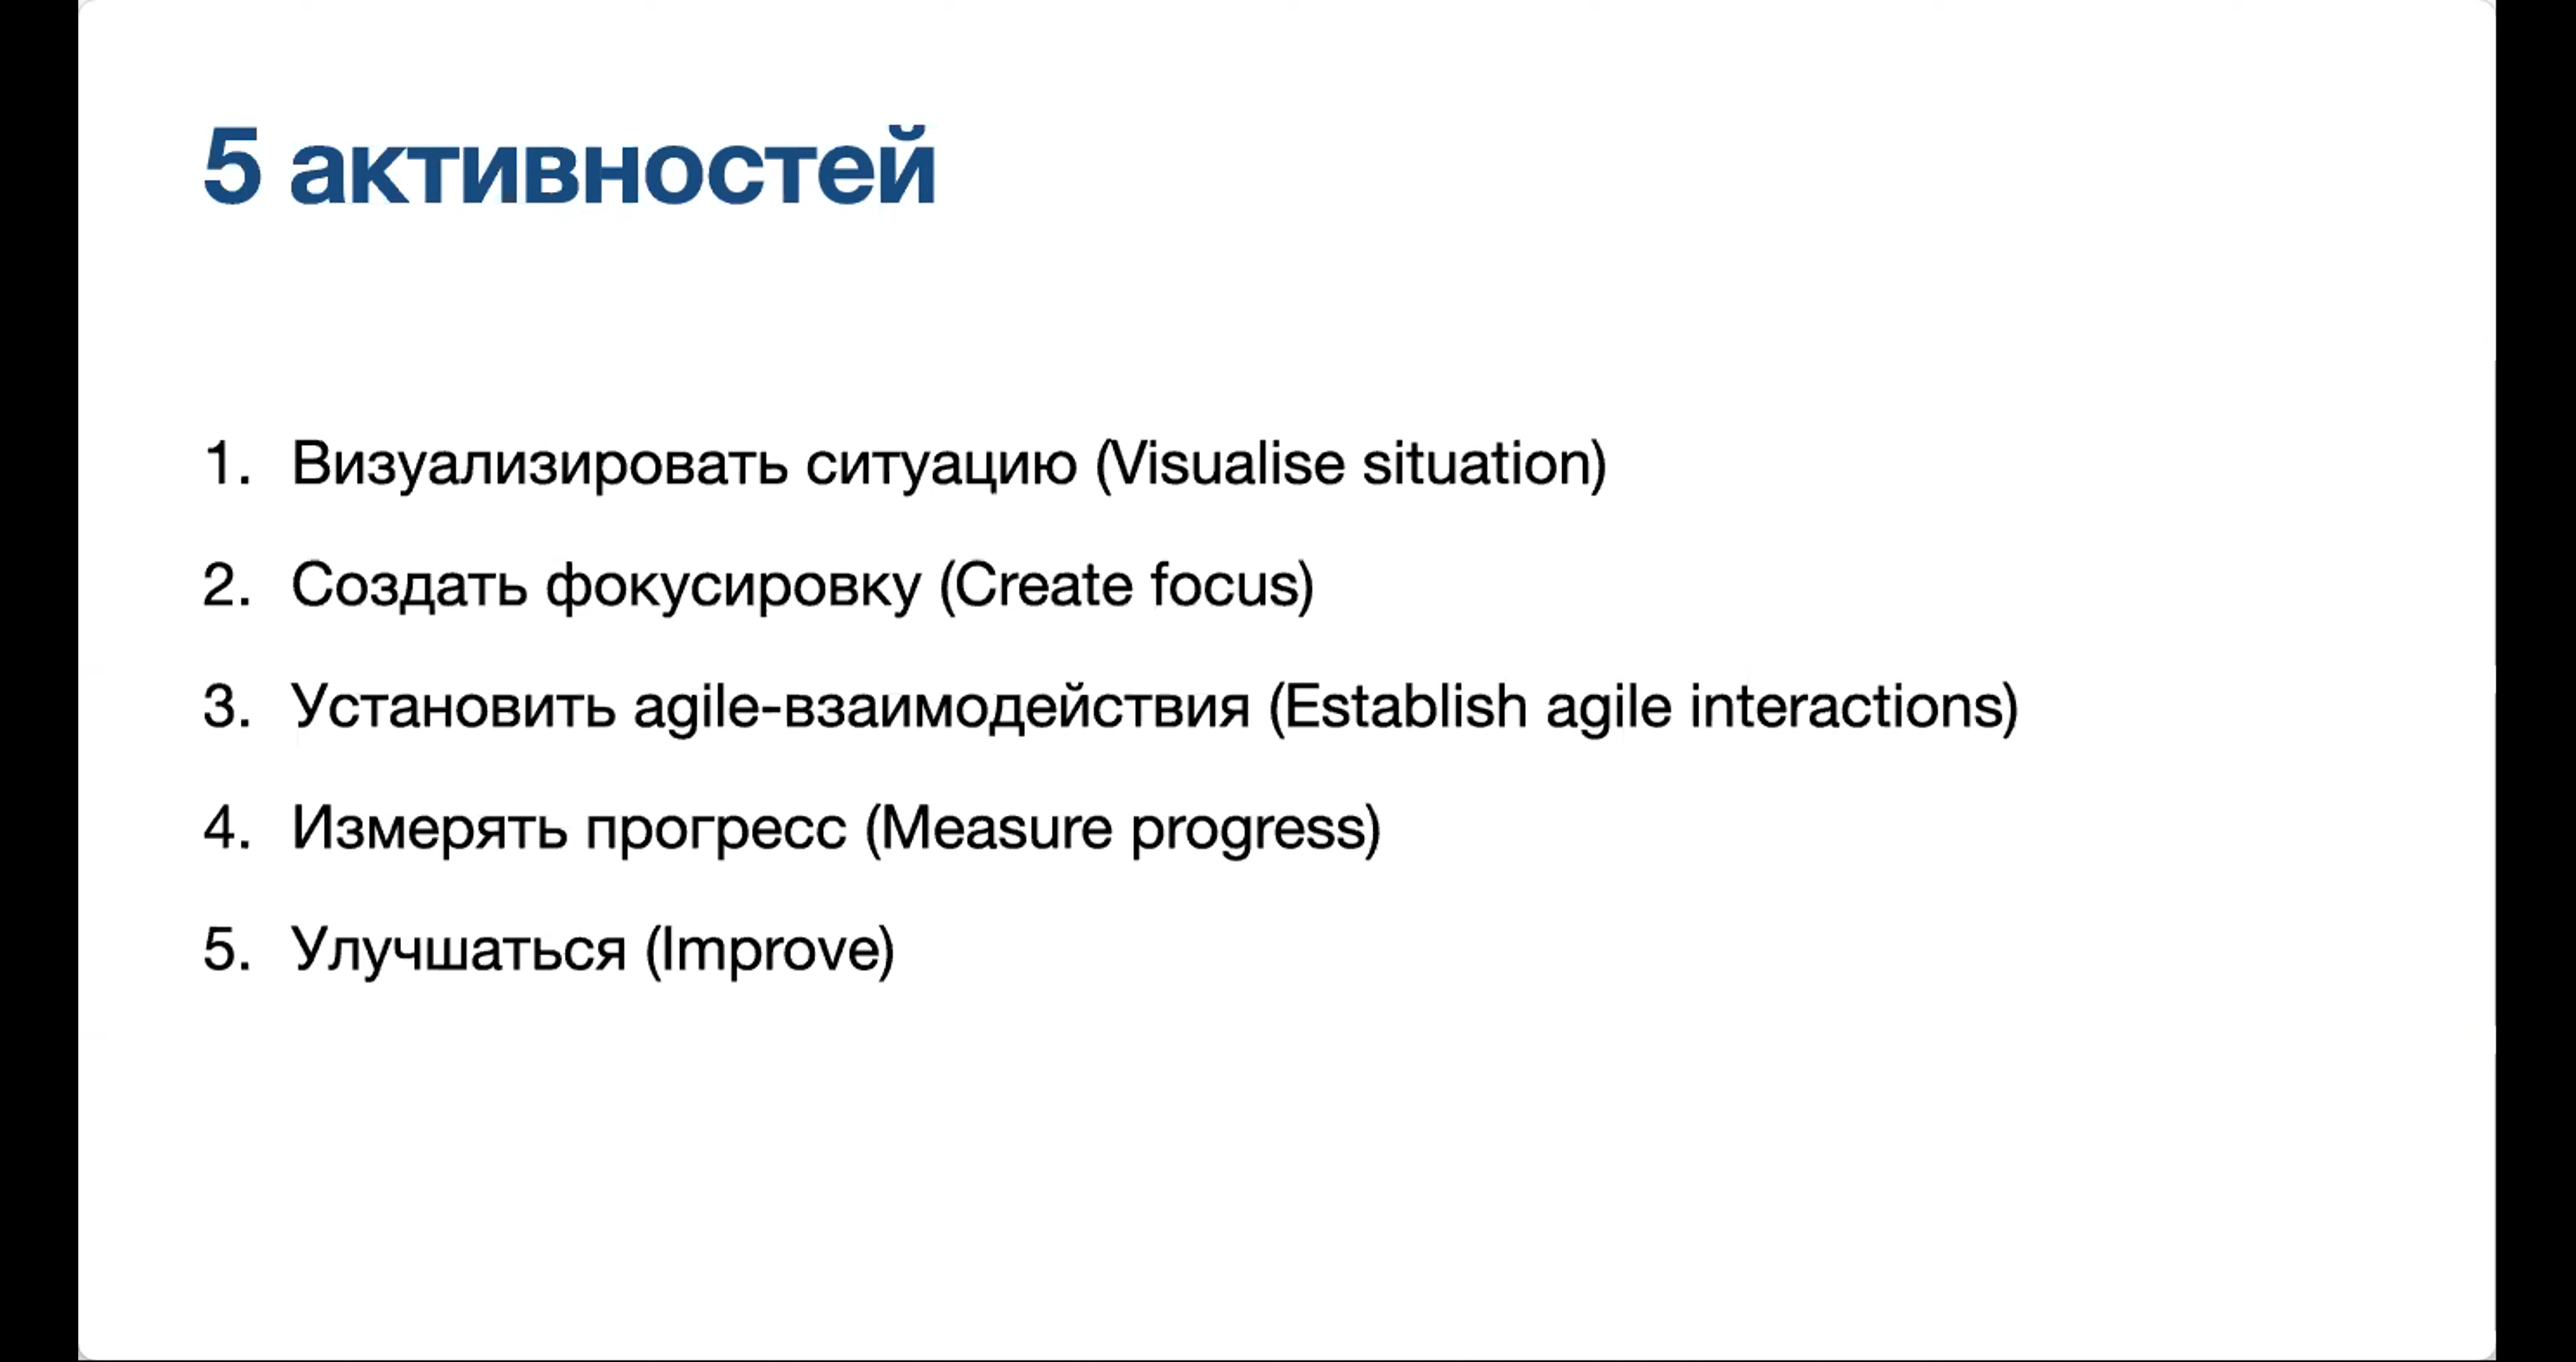 5 активностей
1. Визуализировать ситуацию (Visualise situation)
2. Создать фокусировку (Create focus)
3. Установить agile-взаимодействия (Establish agile interactions)
4. Измерять прогресс (Measure progress)
5. Улучшаться (Improve)